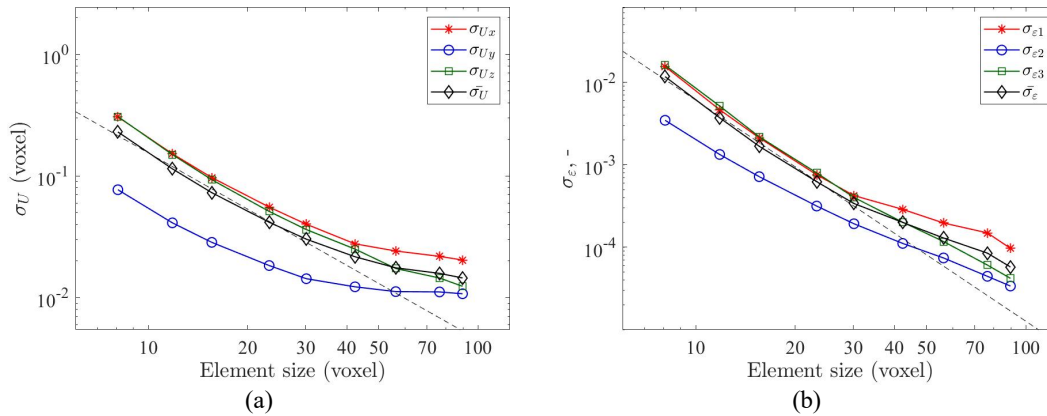 10^0
10^-1
10^-2
σ_U (voxel)
σ_Ux
σ_Uy
σ_Uz
σ̄_U
10 20 30 40 50 70 100
Element size (voxel)
(a)
10^-2
10^-3
10^-4
σ_ε, -
σ_ε1
σ_ε2
σ_ε3
σ̄_ε
10 20 30 40 50 70 100
Element size (voxel)
(b)